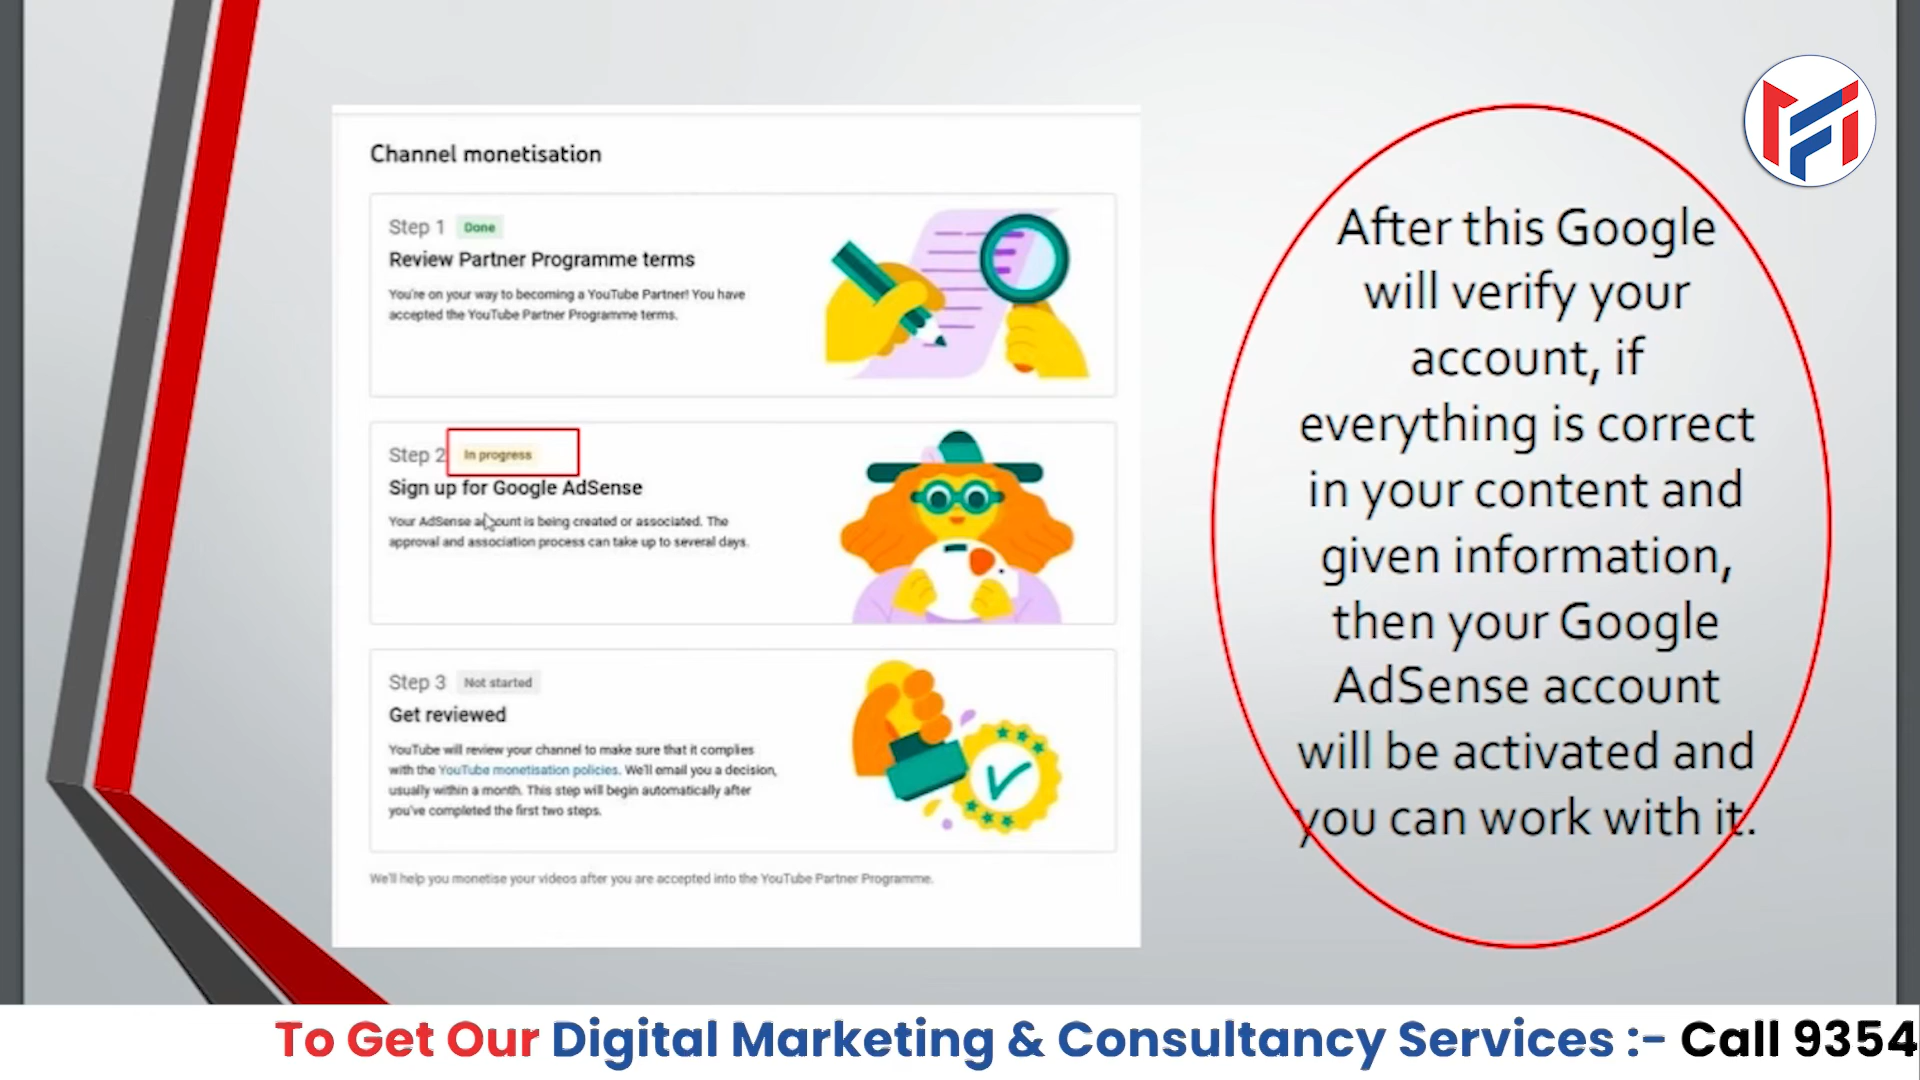 Channel monetisation
Step 1 Done
Review Partner Programme terms
You're on your way to becoming a YouTube Partner! You have
accepted the YouTube Partner Programme terms.
Step 2 In progress
Sign up for Google AdSense
Your AdSense account is being created or associated. The
approval and association process can take up to several days.
Step 3 Not started
Get reviewed
YouTube will review your channel to make sure that it complies
with the YouTube monetisation policies. We'll email you a decision,
usually within a month. This step will begin automatically after
you've completed the first two steps.
We'll help you monetise your videos after you are accepted into the YouTube Partner Programme.
After this Google
will verify your
account, if
everything is correct
in your content and
given information,
then your Google
AdSense account
will be activated and
you can work with it.
To Get Our Digital Marketing & Consultancy Services :- Call 9354